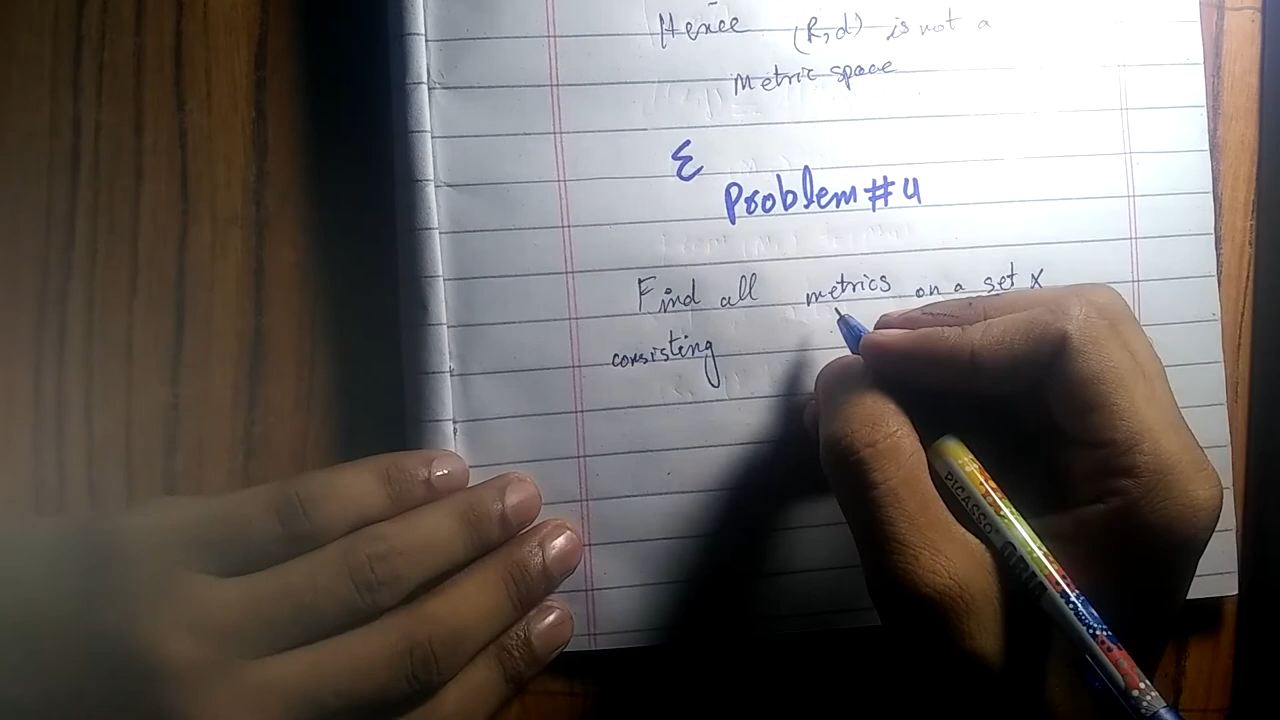 Hence (R, d) is not a
Metric space
Problem #4
Find all metrics on a set X
consisting
PICASSO